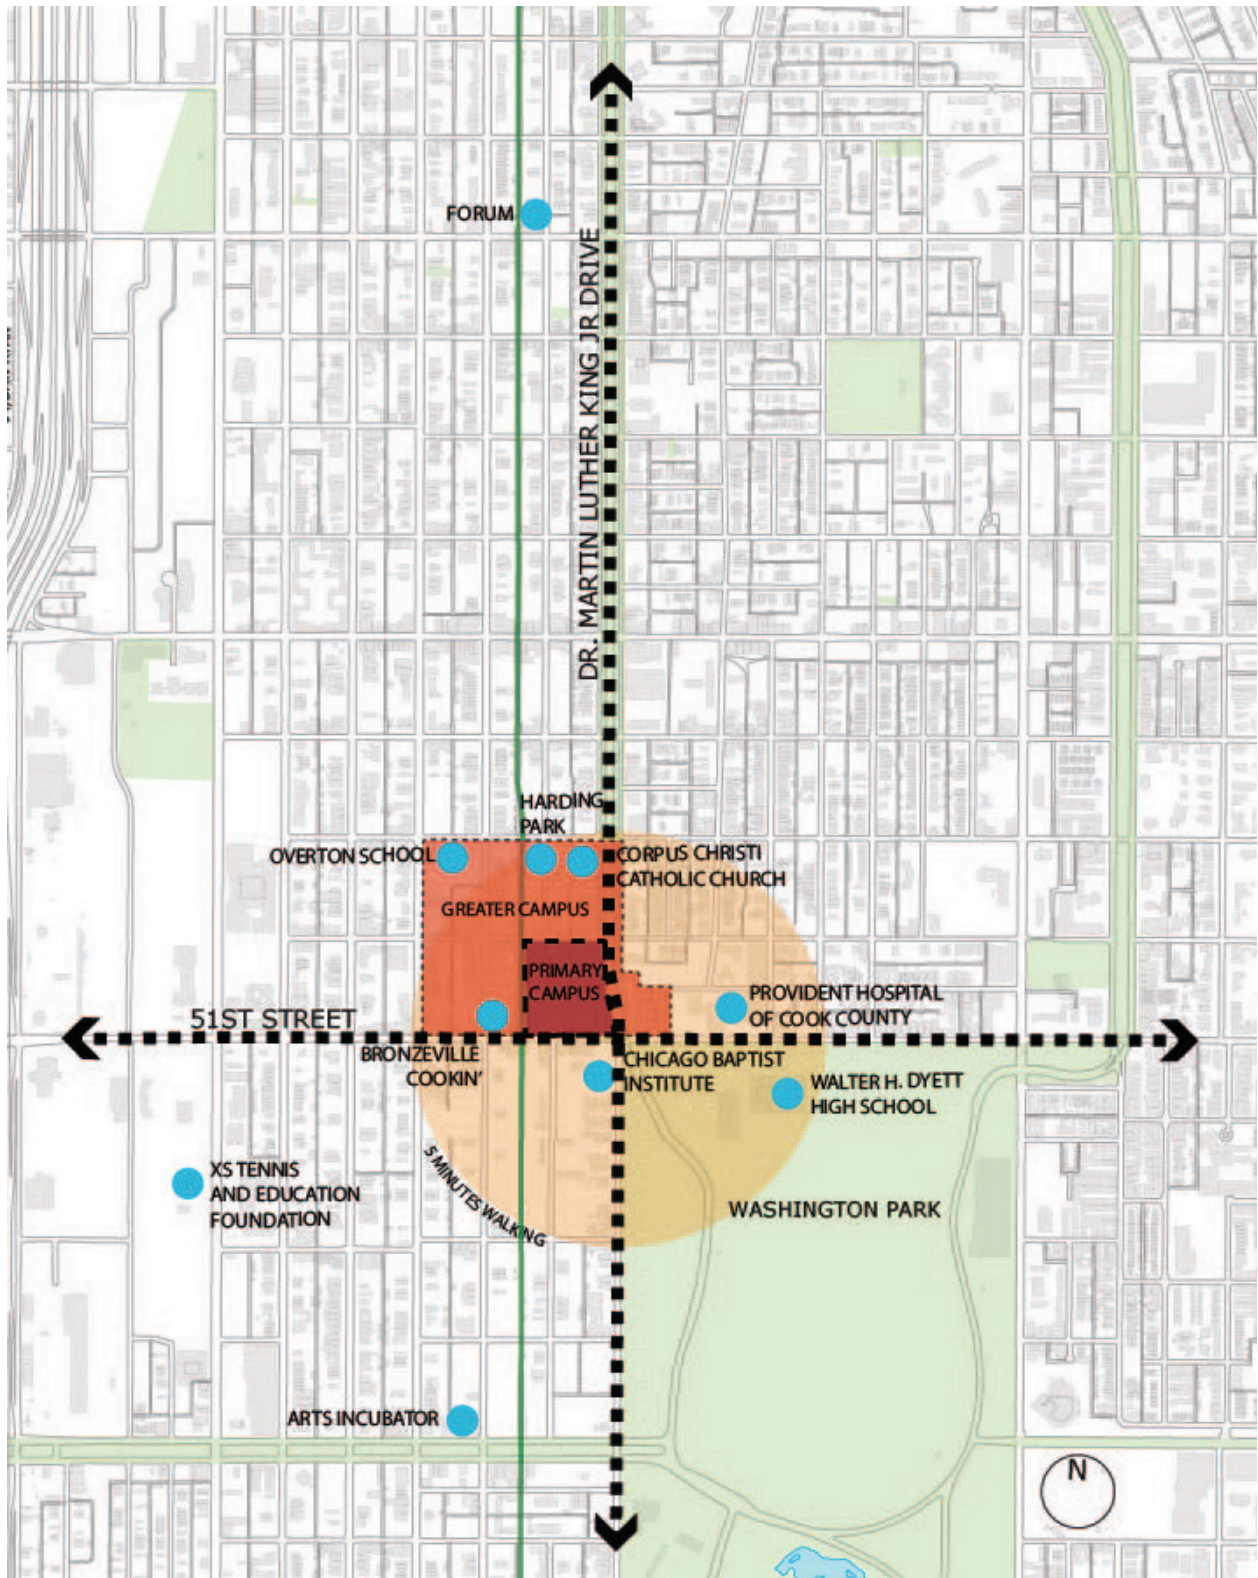 FORUM
DR. MARTIN LUTHER KING JR DRIVE
HARDING
PARK
OVERTON SCHOOL
CORPUS CHRISTI
CATHOLIC CHURCH
GREATER CAMPUS
PRIMARY
CAMPUS
PROVIDENT HOSPITAL
OF COOK COUNTY
51ST STREET
BRONZEVILLE
COOKIN'
CHICAGO BAPTIST
INSTITUTE
WALTER H. DYETT
HIGH SCHOOL
5 MINUTES WALKING
XS TENNIS
AND EDUCATION
FOUNDATION
WASHINGTON PARK
ARTS INCUBATOR
N